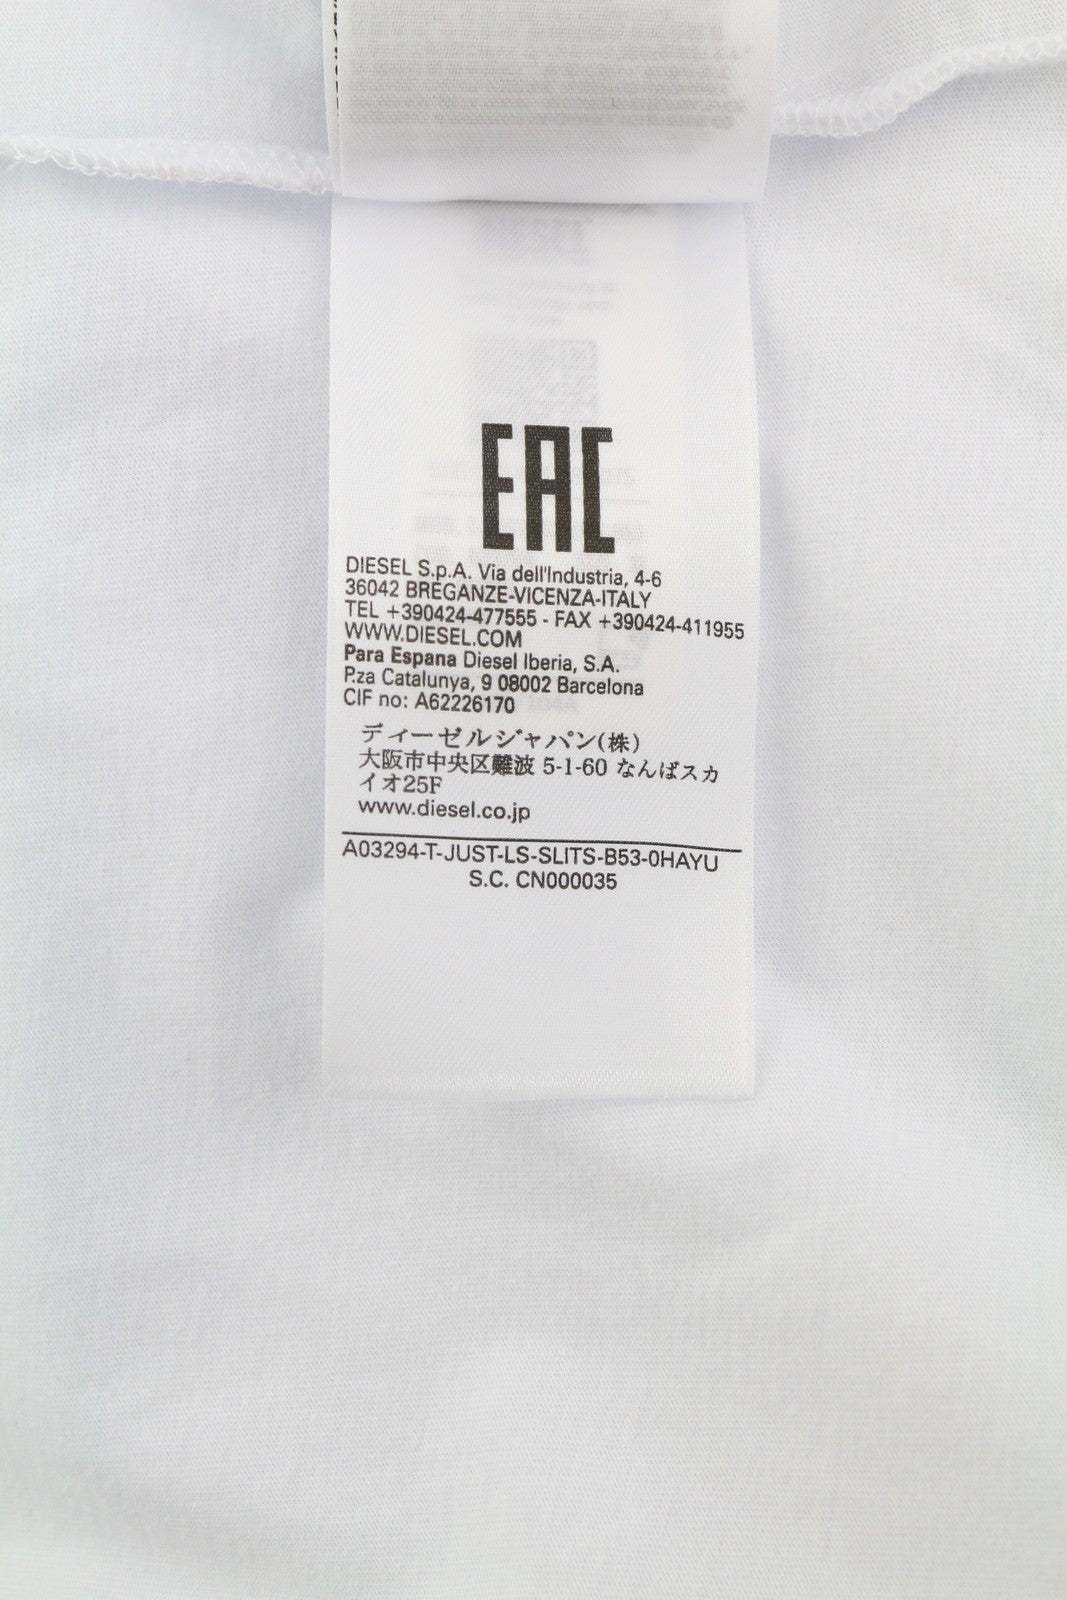 EAC
DIESEL S.p.A. Via dell'Industria, 4-6
36042 BREGANZE-VICENZA-ITALY
TEL +390424-477555 - FAX +390424-411955
WWW.DIESEL.COM
Para Espana Diesel Iberia, S.A.
P.za Catalunya, 9 08002 Barcelona
CIF no: A62226170
ディーゼルジャパン(株)
大阪市中央区難波 5-1-60 なんばスカ
イオ25F
www.diesel.co.jp
A03294-T-JUST-LS-SLITS-B53-0HAYU
S.C. CN000035